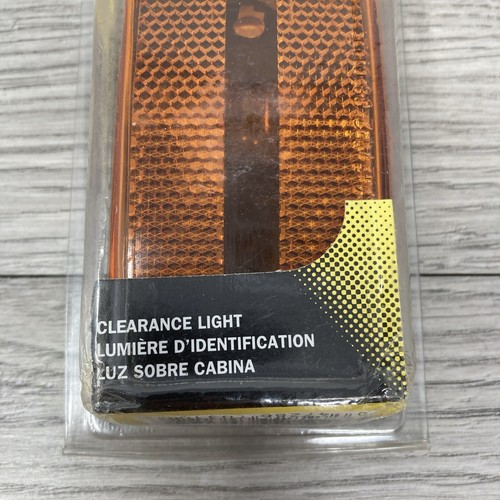 CLEARANCE LIGHT
LUMIÈRE D'IDENTIFICATION
LUZ SOBRE CABINA